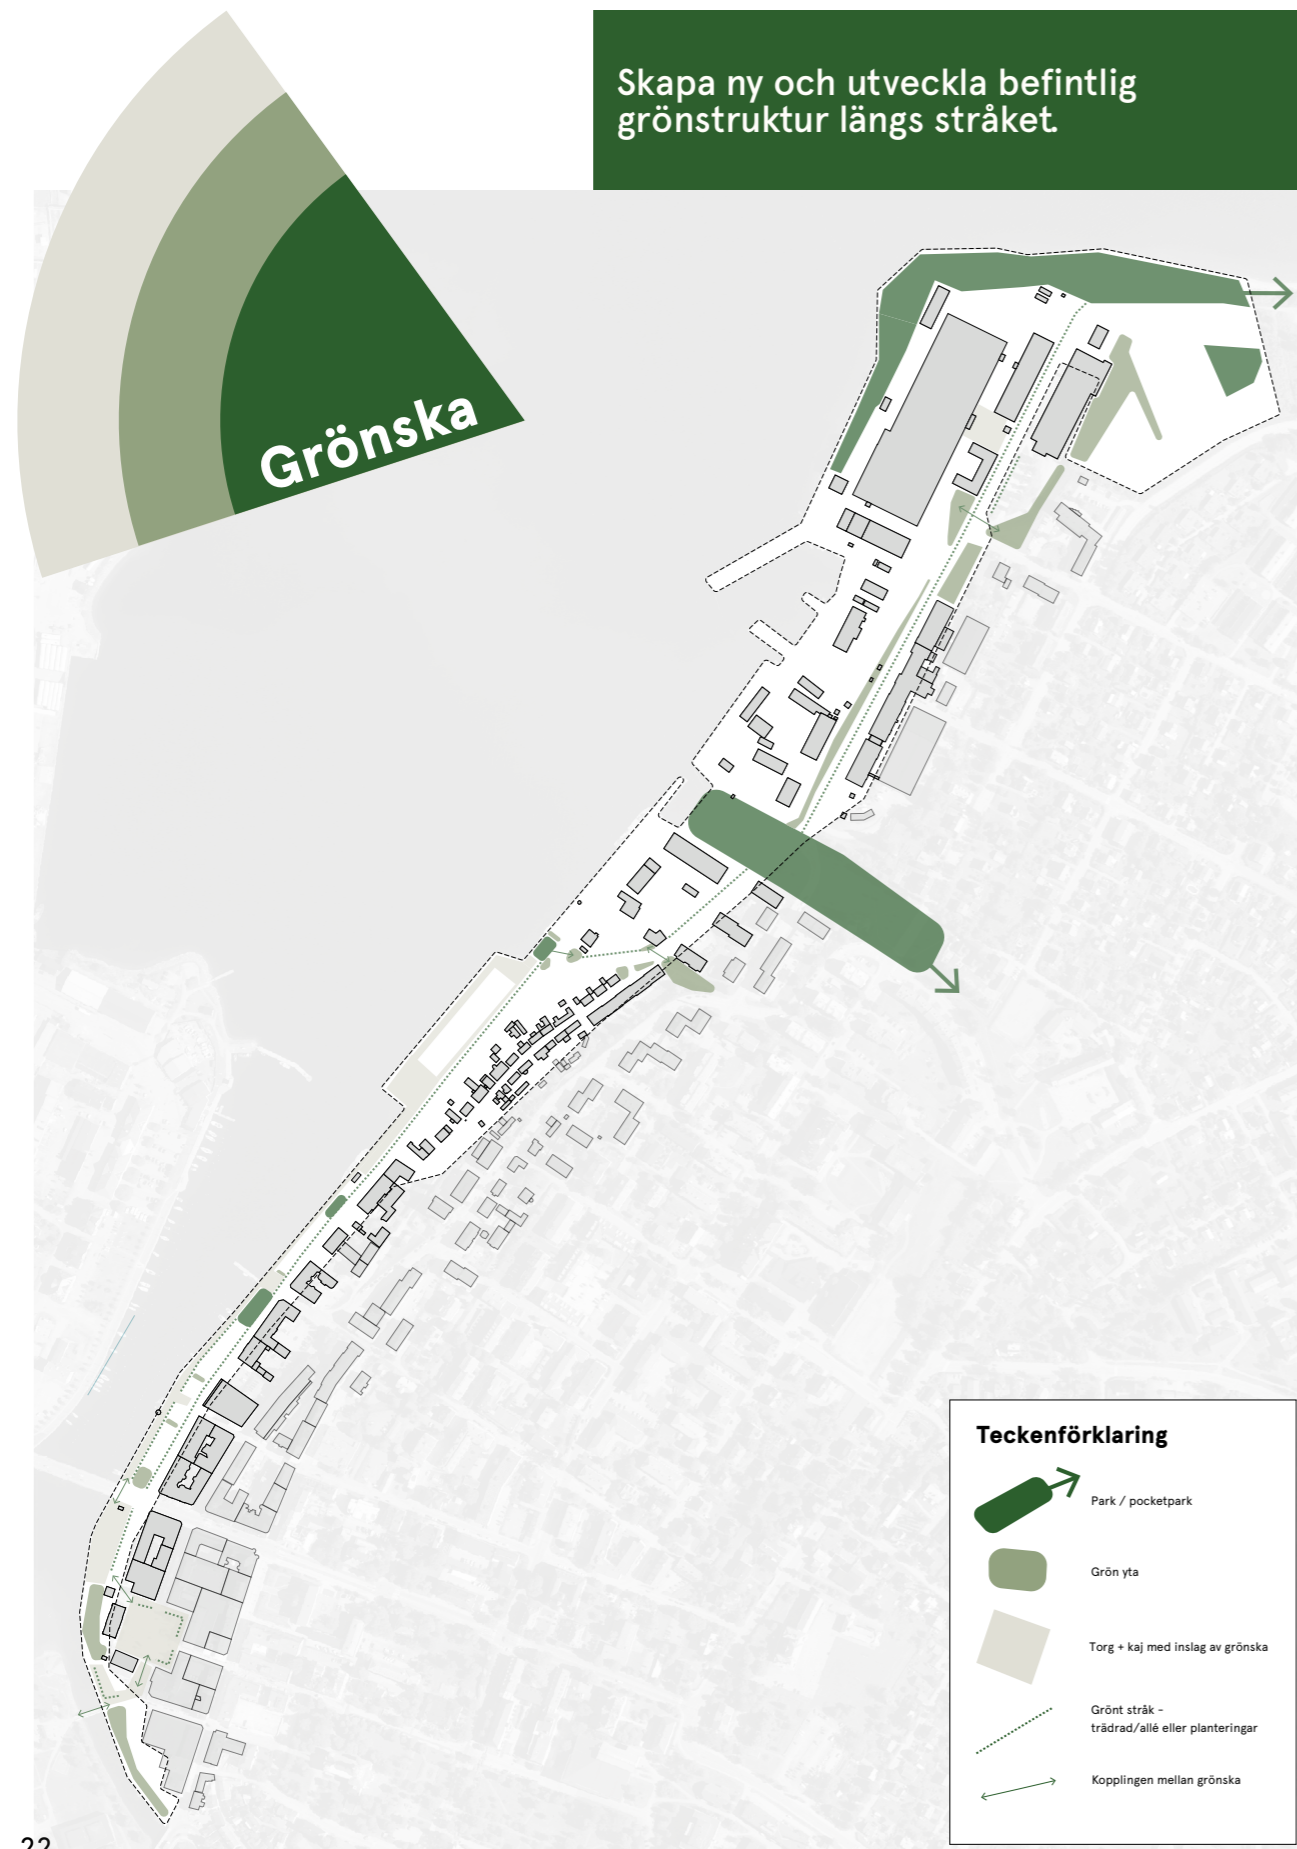 Skapa ny och utveckla befintlig
grönstruktur längs stråket.
Grönska
Teckenförklaring
Park / pocketpark
Grön yta
Torg + kaj med inslag av grönska
Grönt stråk –
trädrad/allé eller planteringar
Kopplingen mellan grönska
22